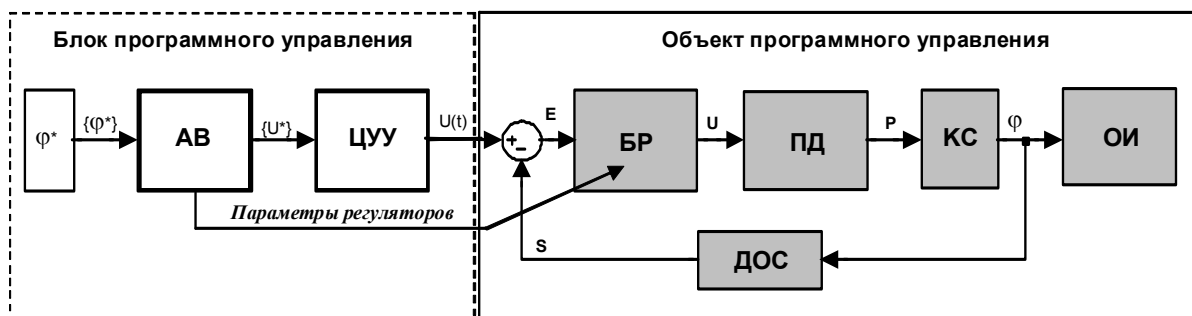 Блок программного управления
Объект программного управления
φ*
{φ*}
АВ
{U*}
ЦУУ
U(t)
+
-
E
БР
U
ПД
P
КС
φ
ОИ
Параметры регуляторов
S
ДОС